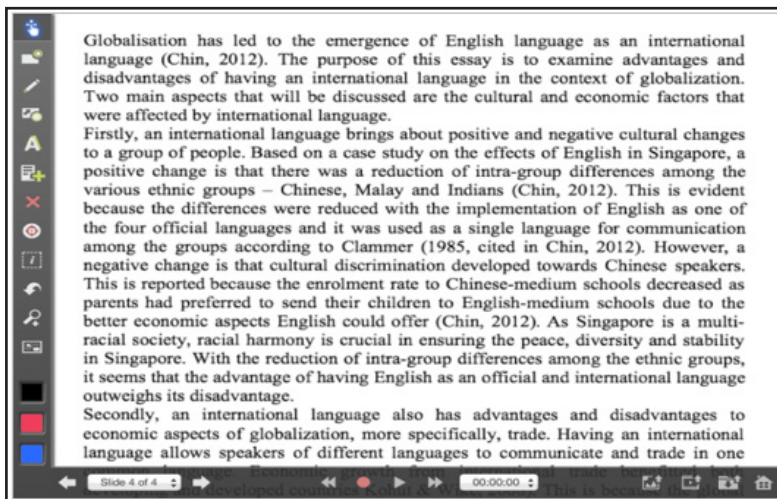 Globalisation has led to the emergence of English language as an international
language (Chin, 2012). The purpose of this essay is to examine advantages and
disadvantages of having an international language in the context of globalization.
Two main aspects that will be discussed are the cultural and economic factors that
were affected by international language.
Firstly, an international language brings about positive and negative cultural changes
to a group of people. Based on a case study on the effects of English in Singapore, a
positive change is that there was a reduction of intra-group differences among the
various ethnic groups – Chinese, Malay and Indians (Chin, 2012). This is evident
because the differences were reduced with the implementation of English as one of
the four official languages and it was used as a single language for communication
among the groups according to Clammer (1985, cited in Chin, 2012). However, a
negative change is that cultural discrimination developed towards Chinese speakers.
This is reported because the enrolment rate to Chinese-medium schools decreased as
parents had preferred to send their children to English-medium schools due to the
better economic aspects English could offer (Chin, 2012). As Singapore is a multi-
racial society, racial harmony is crucial in ensuring the peace, diversity and stability
in Singapore. With the reduction of intra-group differences among the ethnic groups,
it seems that the advantage of having English as an official and international language
outweighs its disadvantage.
Secondly, an international language also has advantages and disadvantages to
economic aspects of globalization, more specifically, trade. Having an international
language allows speakers of different languages to communicate and trade in one
language. Economic growth from trade
Slide 4 of 4
00:00:00
and developed countries This is